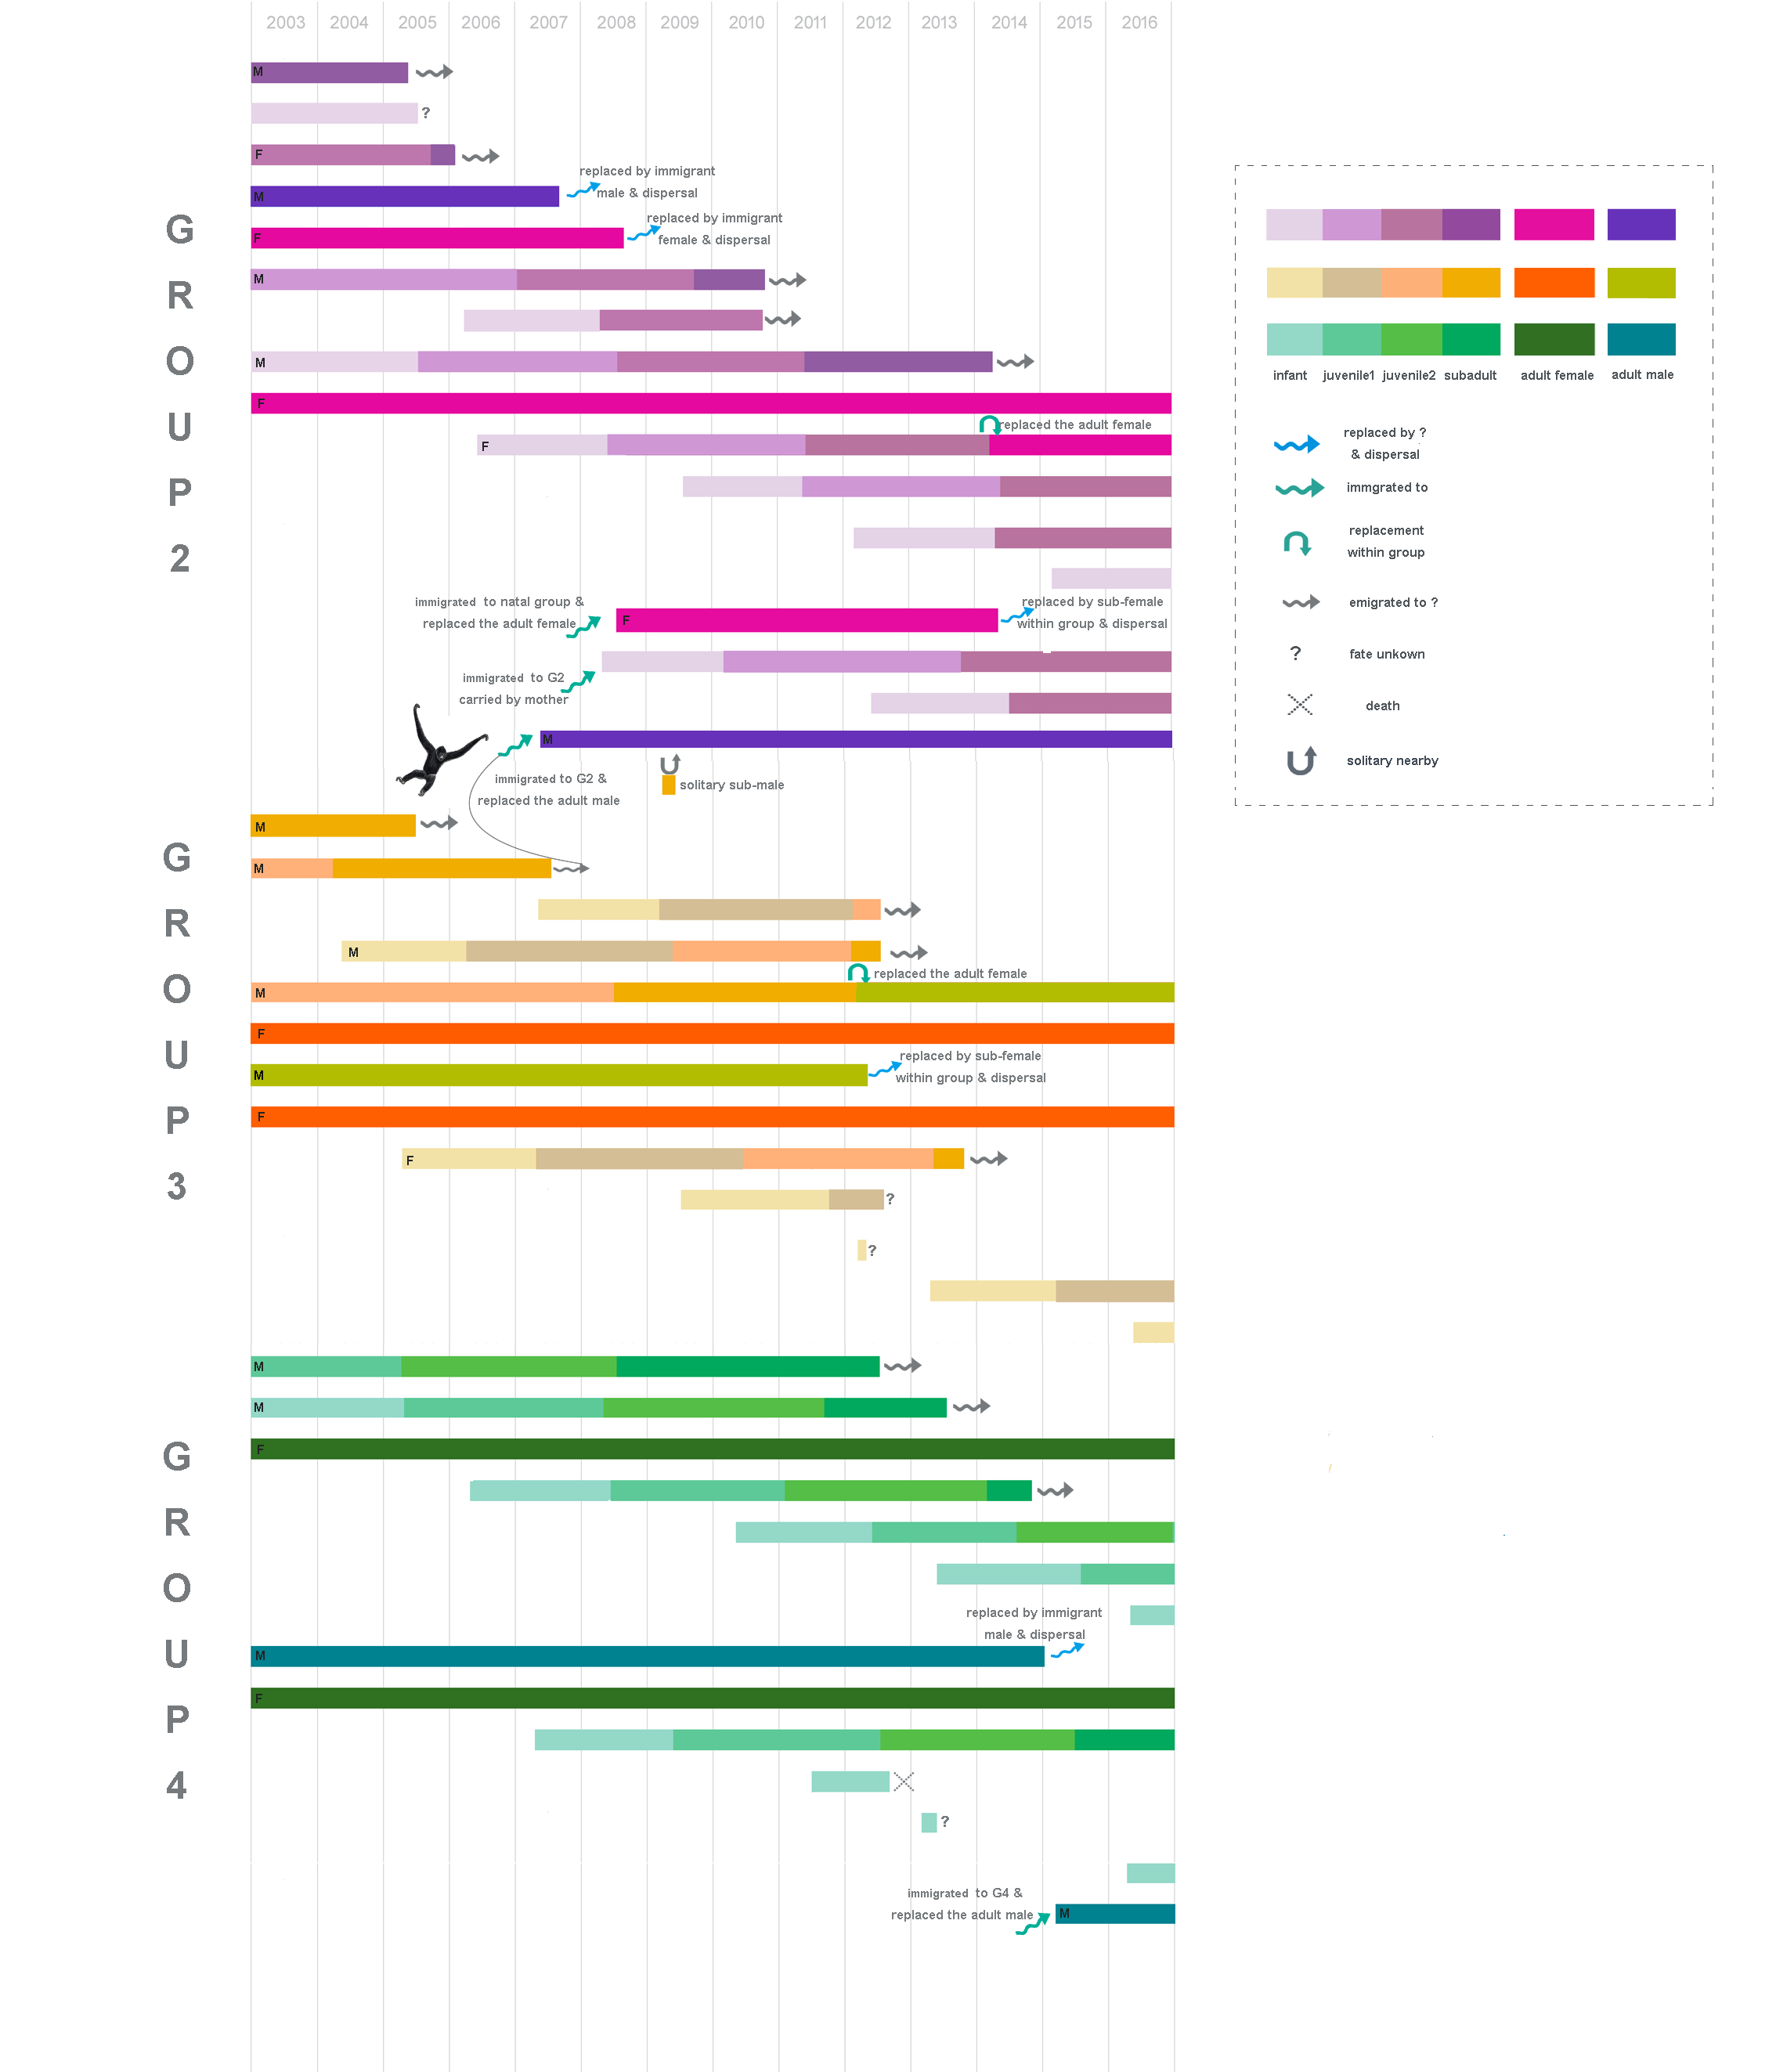 2003 2004 2005 2006 2007 2008 2009 2010 2011 2012 2013 2014 2015 2016
M
?
F
replaced by immigrant
male & dispersal
M
replaced by immigrant
female & dispersal
F
M
M
F
replaced the adult female
F
immigrated to natal group &
replaced the adult female
F
replaced by sub-female
within group & dispersal
immigrated to G2
carried by mother
M
immigrated to G2 &
replaced the adult male
solitary sub-male
GROUP 2
M
M
M
replaced the adult female
M
F
replaced by sub-female
within group & dispersal
M
F
F
?
?
GROUP 3
M
M
F
replaced by immigrant
male & dispersal
M
F
?
immigrated to G4 &
replaced the adult male
M
GROUP 4
infant juvenile1 juvenile2 subadult adult female adult male
replaced by ?
& dispersal
immgrated to
replacement
within group
emigrated to ?
? fate unkown
death
solitary nearby